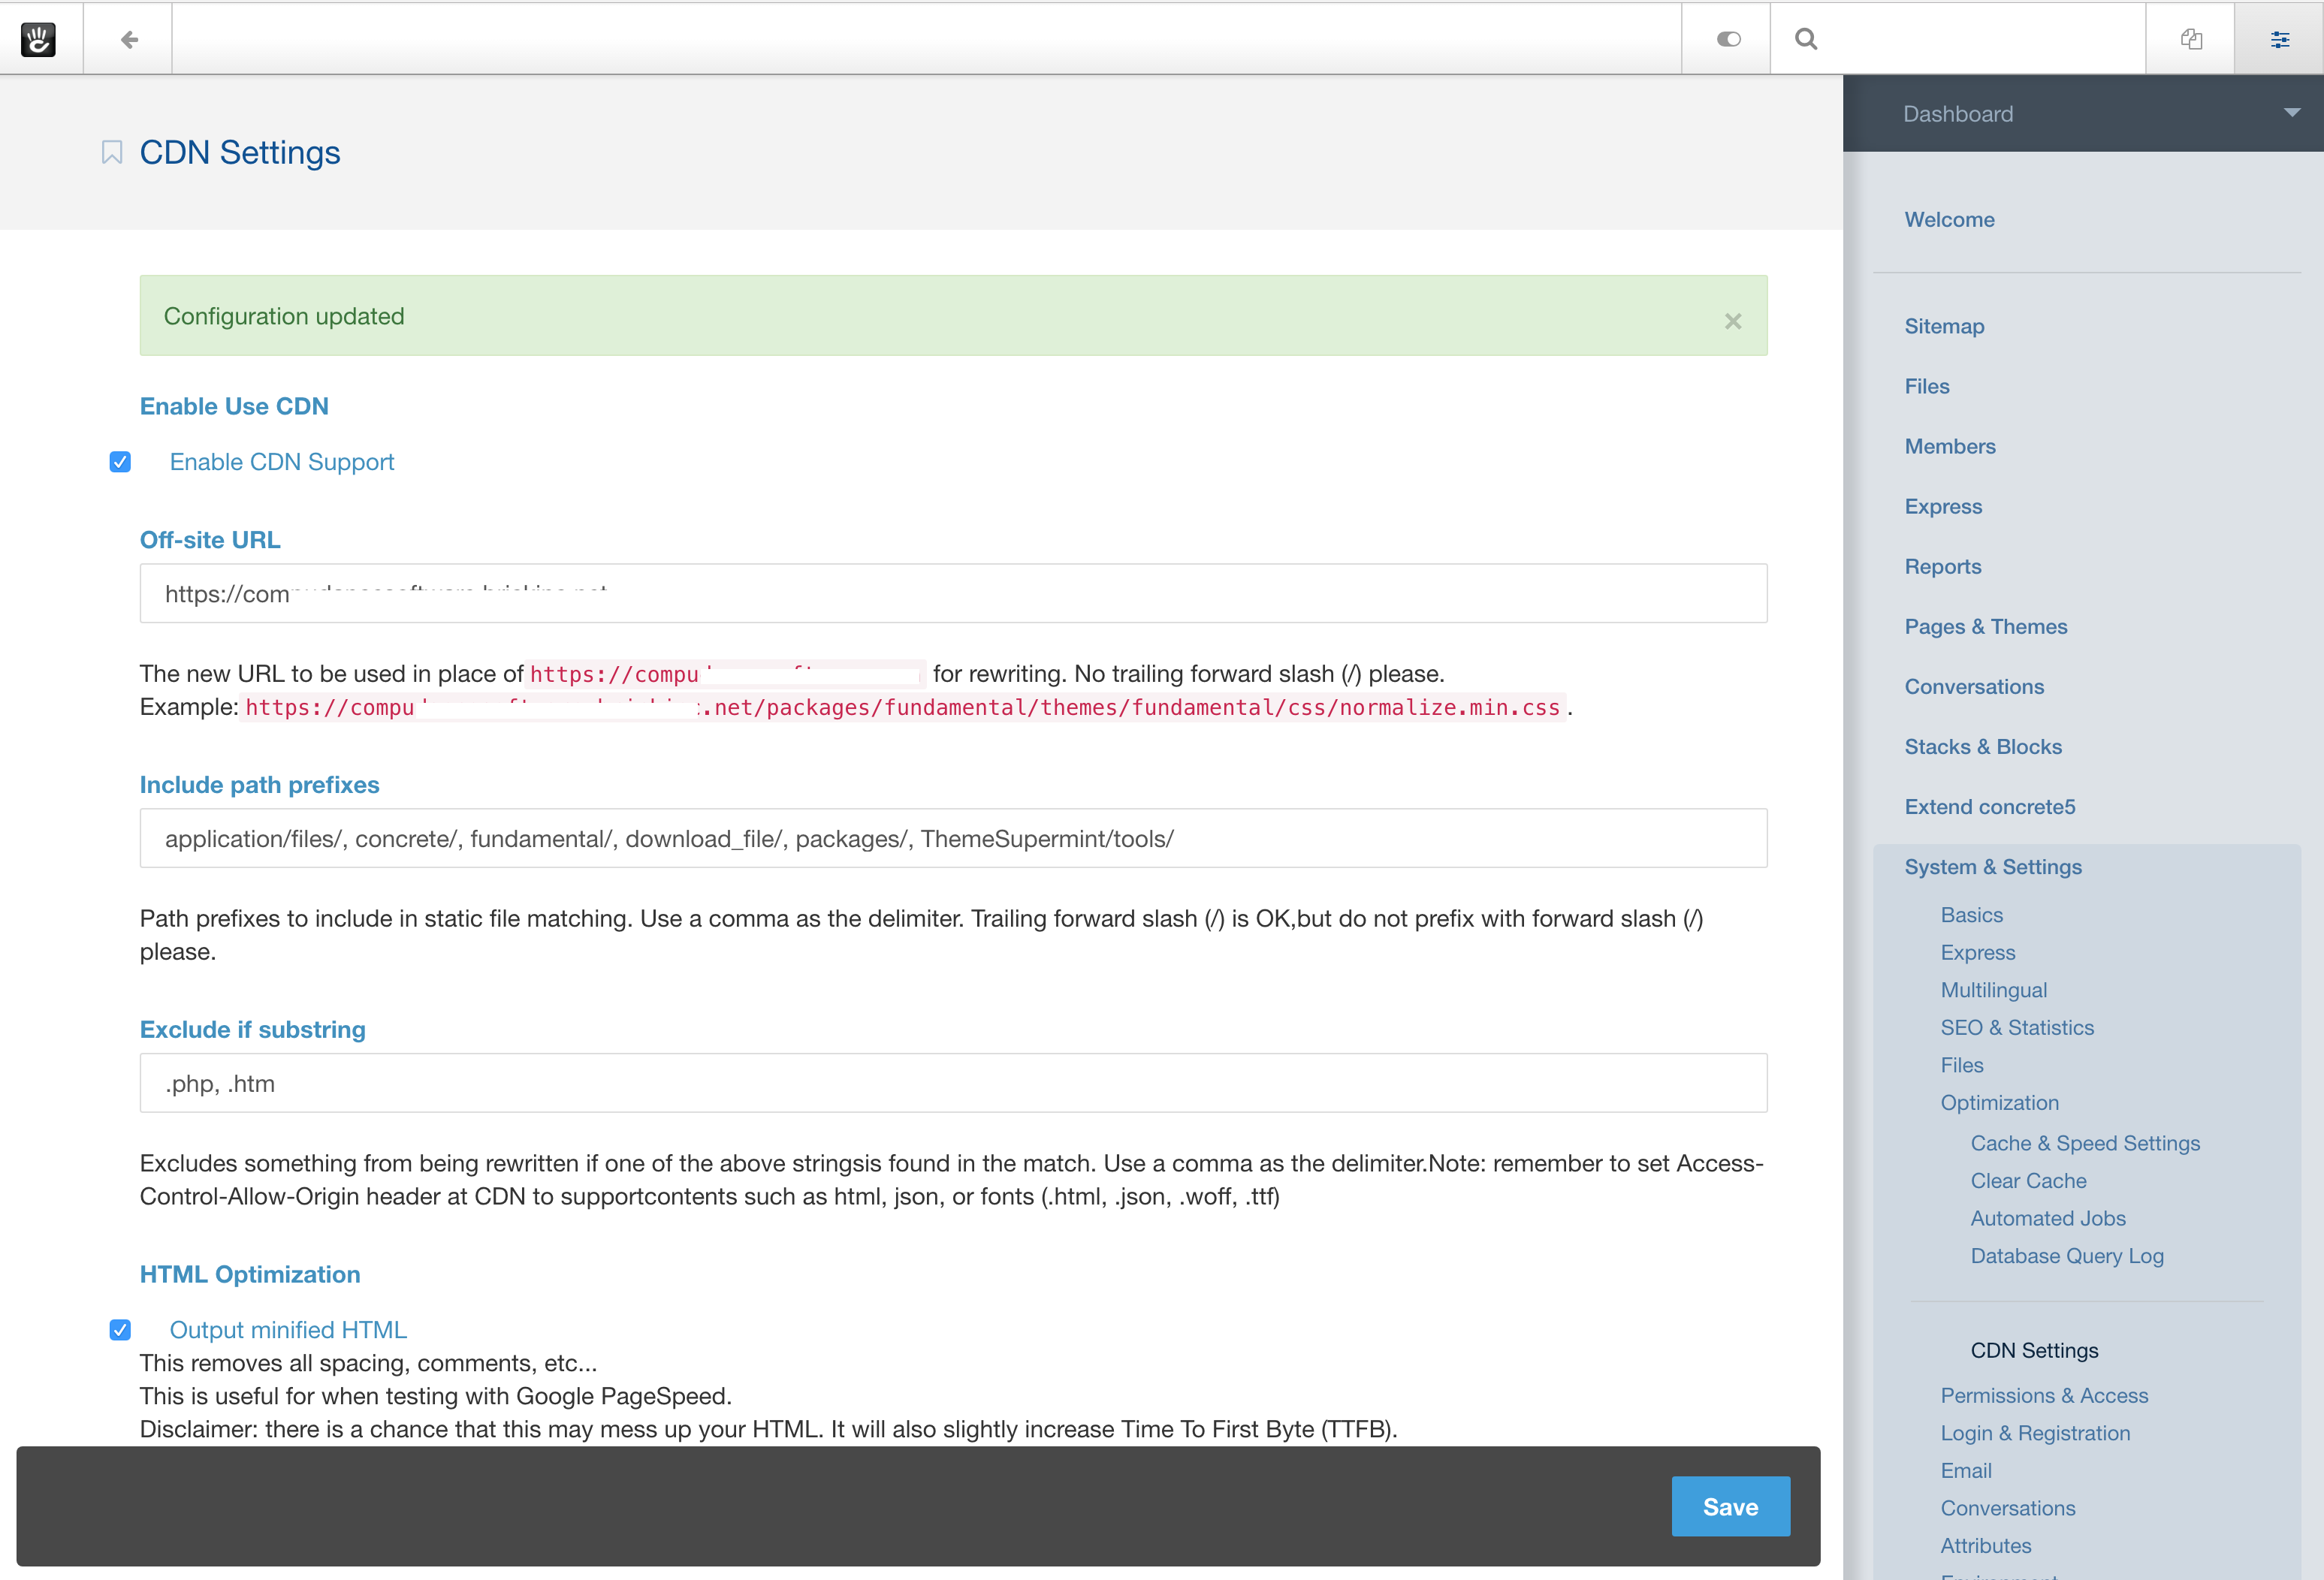 CDN Settings
Configuration updated
×
Enable Use CDN
Enable CDN Support
Off-site URL
https://com
The new URL to be used in place of https://compu for rewriting. No trailing forward slash (/) please.
Example: https://compu .net/packages/fundamental/themes/fundamental/css/normalize.min.css .
Include path prefixes
application/files/, concrete/, fundamental/, download_file/, packages/, ThemeSupermint/tools/
Path prefixes to include in static file matching. Use a comma as the delimiter. Trailing forward slash (/) is OK,but do not prefix with forward slash (/)
please.
Exclude if substring
.php, .htm
Excludes something from being rewritten if one of the above stringsis found in the match. Use a comma as the delimiter.Note: remember to set Access-
Control-Allow-Origin header at CDN to supportcontents such as html, json, or fonts (.html, .json, .woff, .ttf)
HTML Optimization
Output minified HTML
This removes all spacing, comments, etc...
This is useful for when testing with Google PageSpeed.
Disclaimer: there is a chance that this may mess up your HTML. It will also slightly increase Time To First Byte (TTFB).
Save
Dashboard
Welcome
Sitemap
Files
Members
Express
Reports
Pages & Themes
Conversations
Stacks & Blocks
Extend concrete5
System & Settings
Basics
Express
Multilingual
SEO & Statistics
Files
Optimization
Cache & Speed Settings
Clear Cache
Automated Jobs
Database Query Log
CDN Settings
Permissions & Access
Login & Registration
Email
Conversations
Attributes